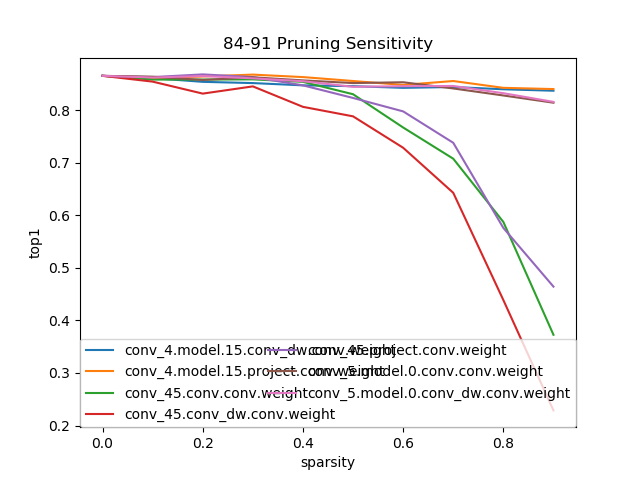 84-91 Pruning Sensitivity
top1
0.8
0.7
0.6
0.5
0.4
0.3
0.2
0.0
0.2
0.4
0.6
0.8
sparsity
conv_4.model.15.conv_dw.conv.weight
conv_4.model.15.project.conv.weight
conv_45.conv.conv.weight
conv_45.conv_dw.conv.weight
conv_45.project.conv.weight
conv_5.model.0.conv.conv.weight
conv_5.model.0.conv_dw.conv.weight